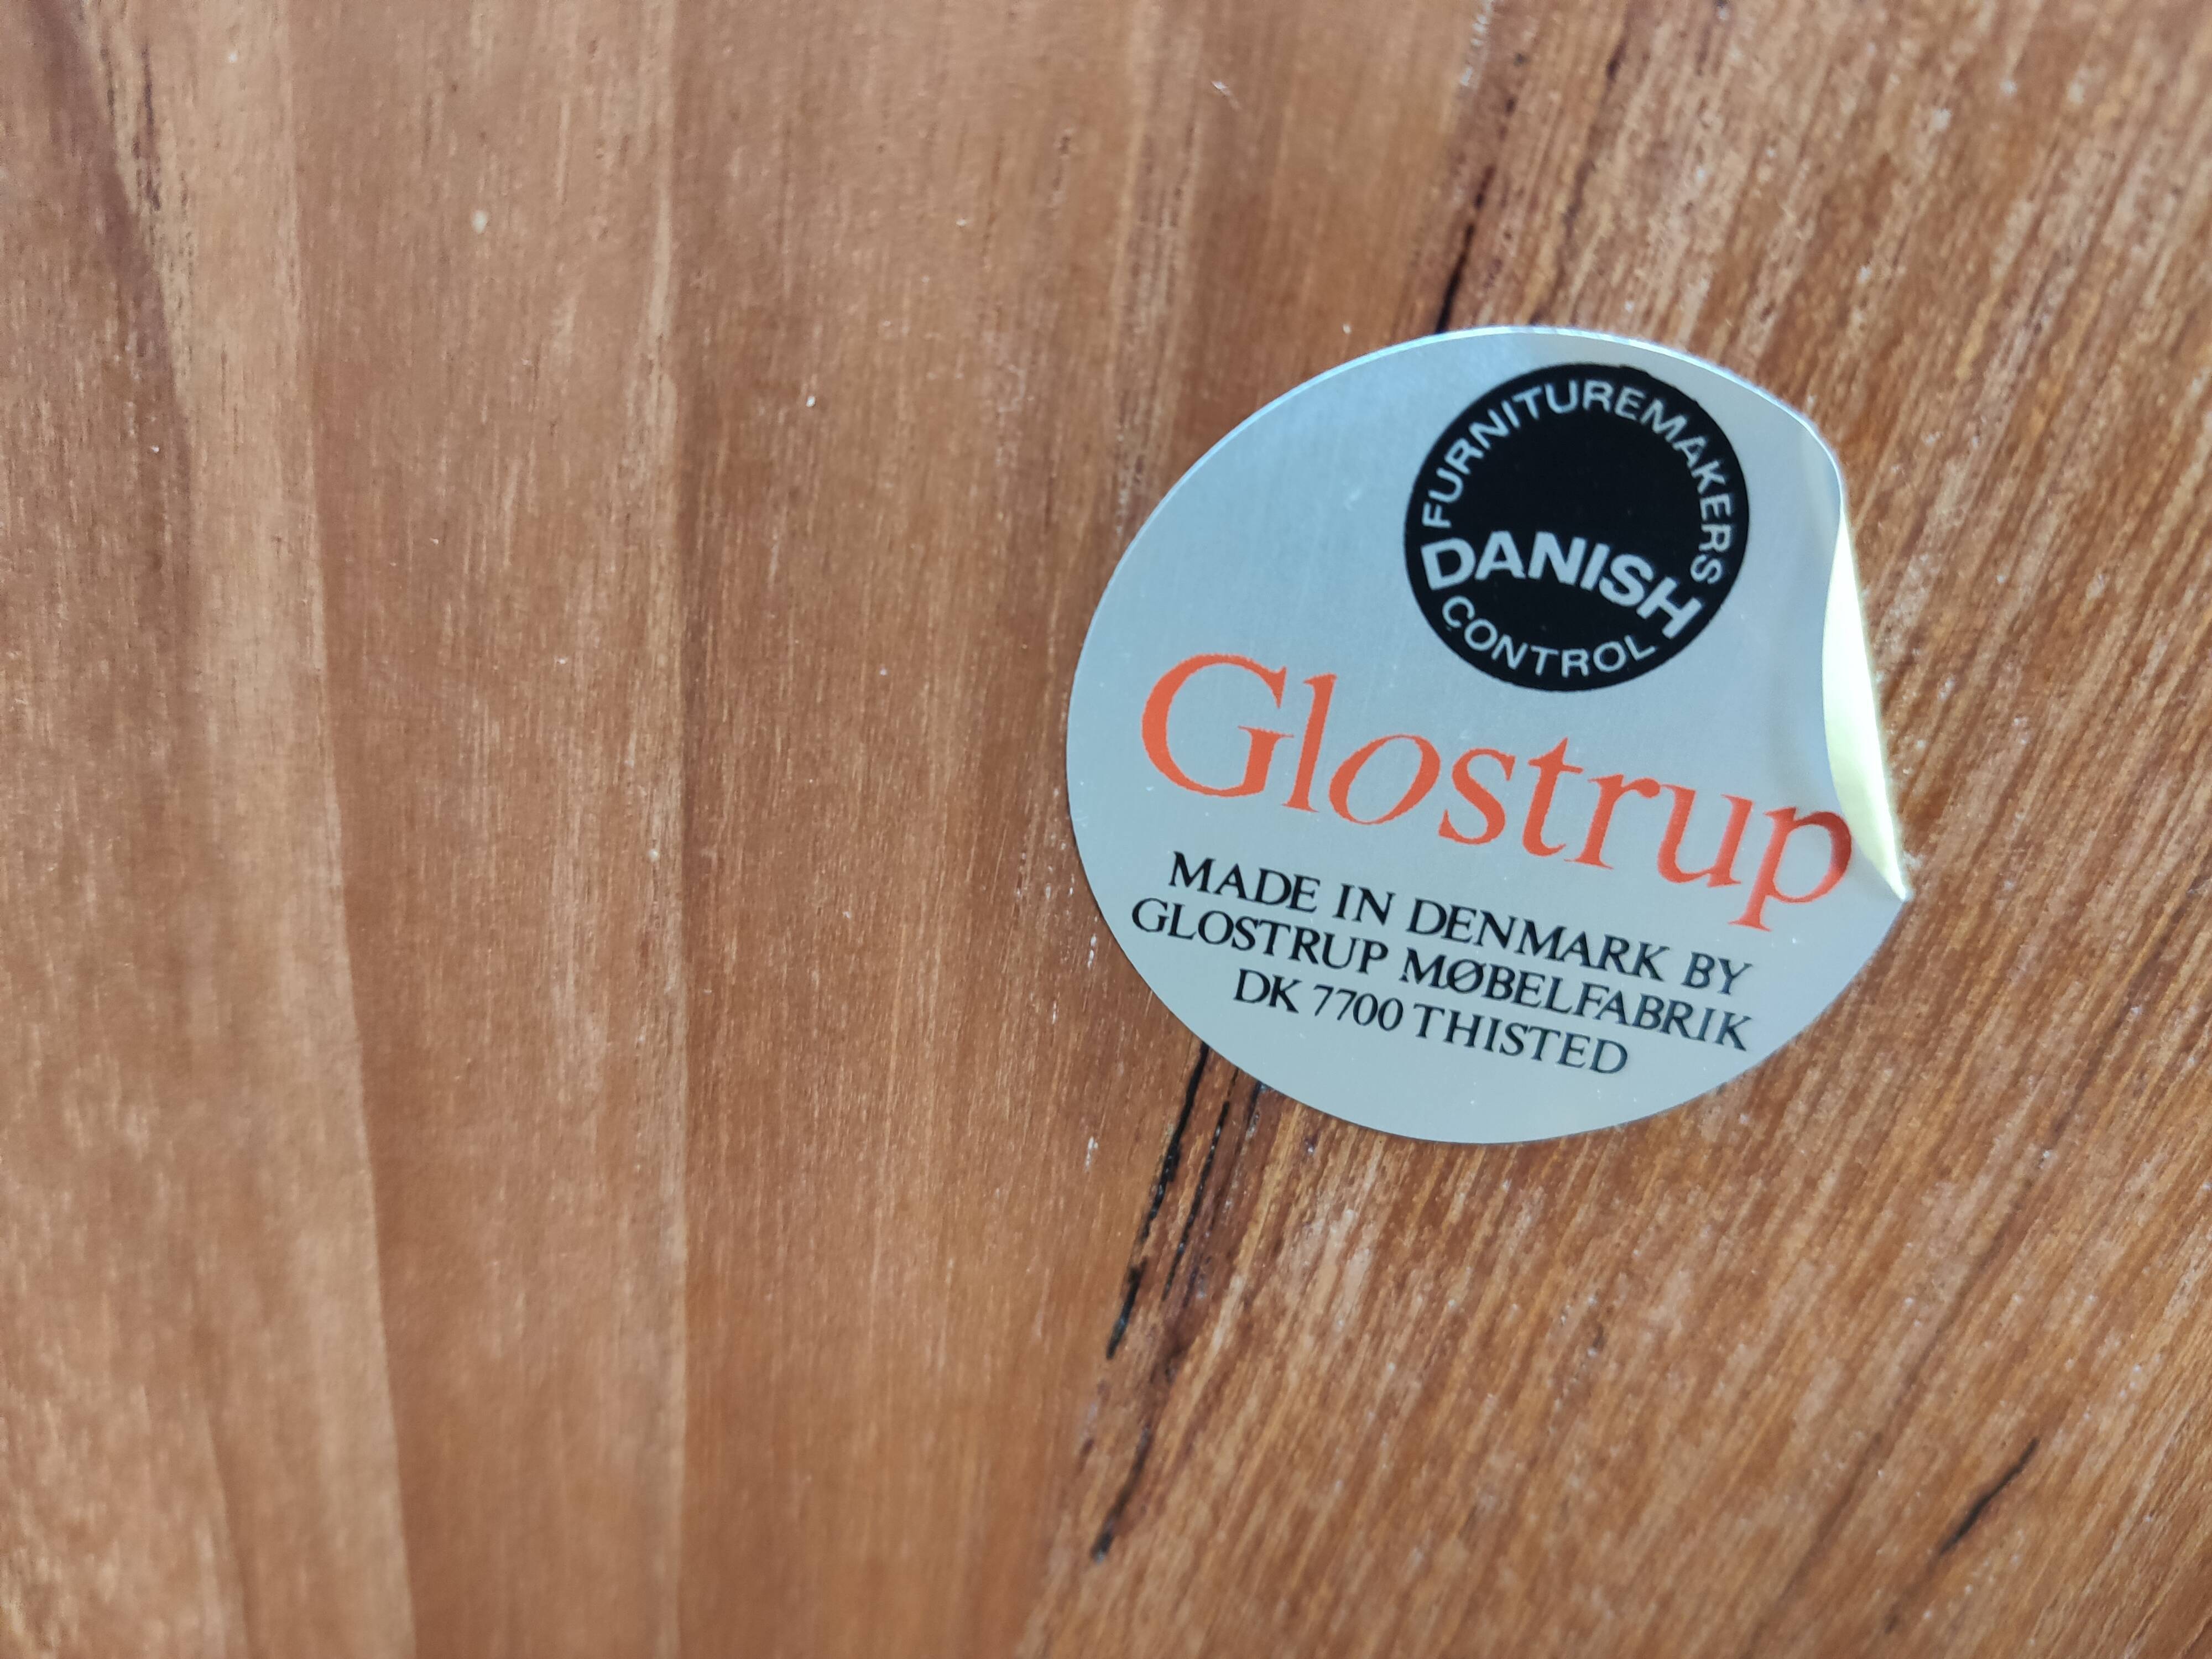 FURNITUREMAKERS
DANISH
CONTROL
Glostrup
MADE IN DENMARK BY
GLOSTRUP MØBELFABRIK
DK 7700 THISTED